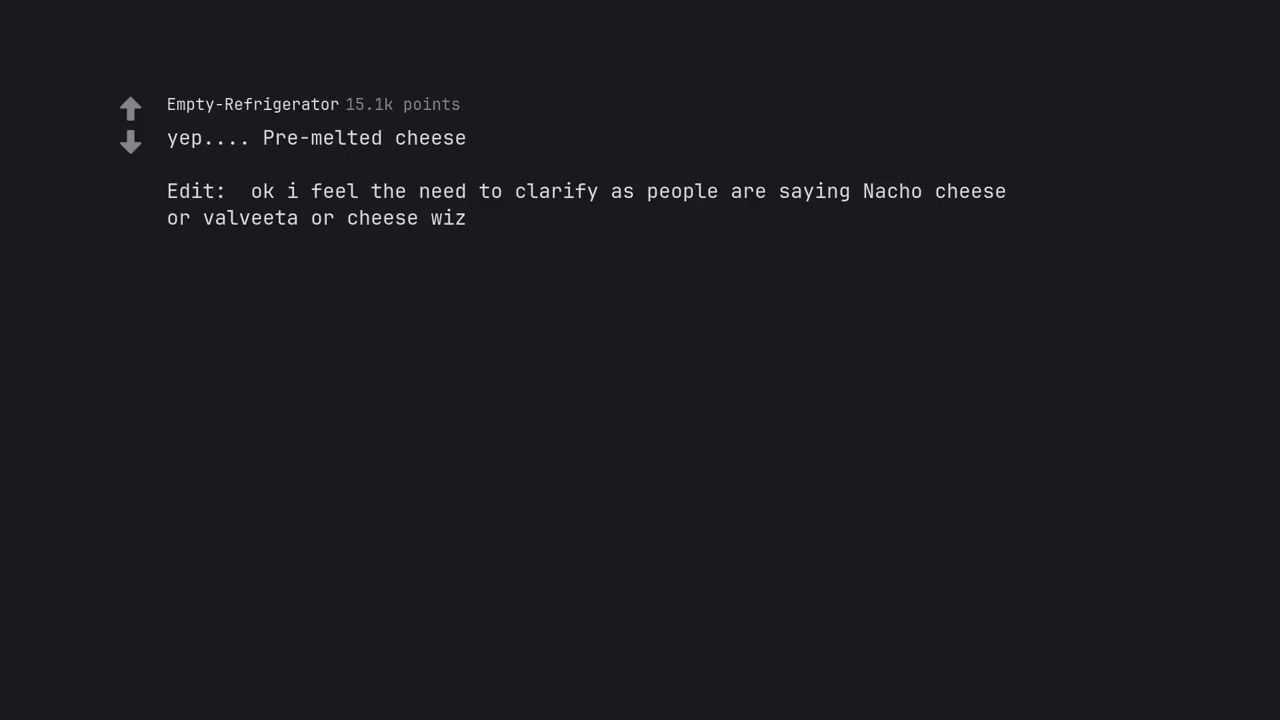 Empty-Refrigerator 15.1k points
yep.... Pre-melted cheese
Edit:  ok i feel the need to clarify as people are saying Nacho cheese
or valveeta or cheese wiz